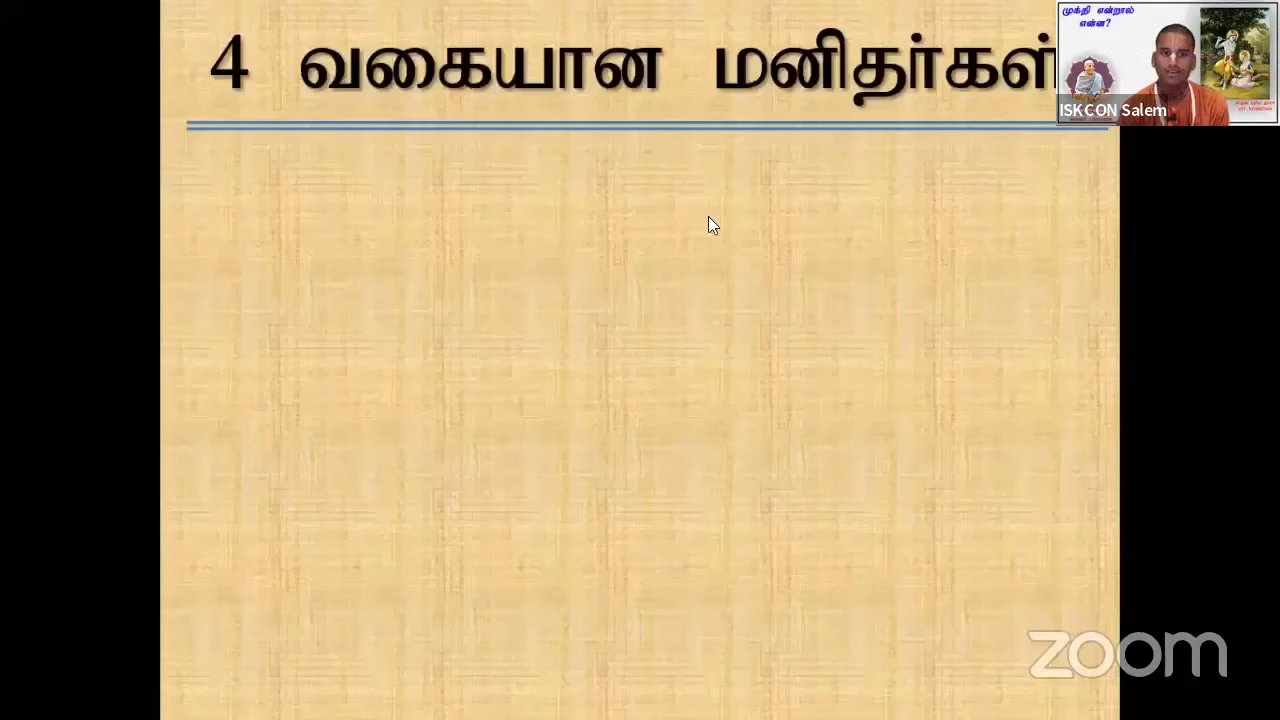 4 வகையான மனிதர்கள்
முக்தி என்றால்
என்ன?
ISKCON Salem
zoom